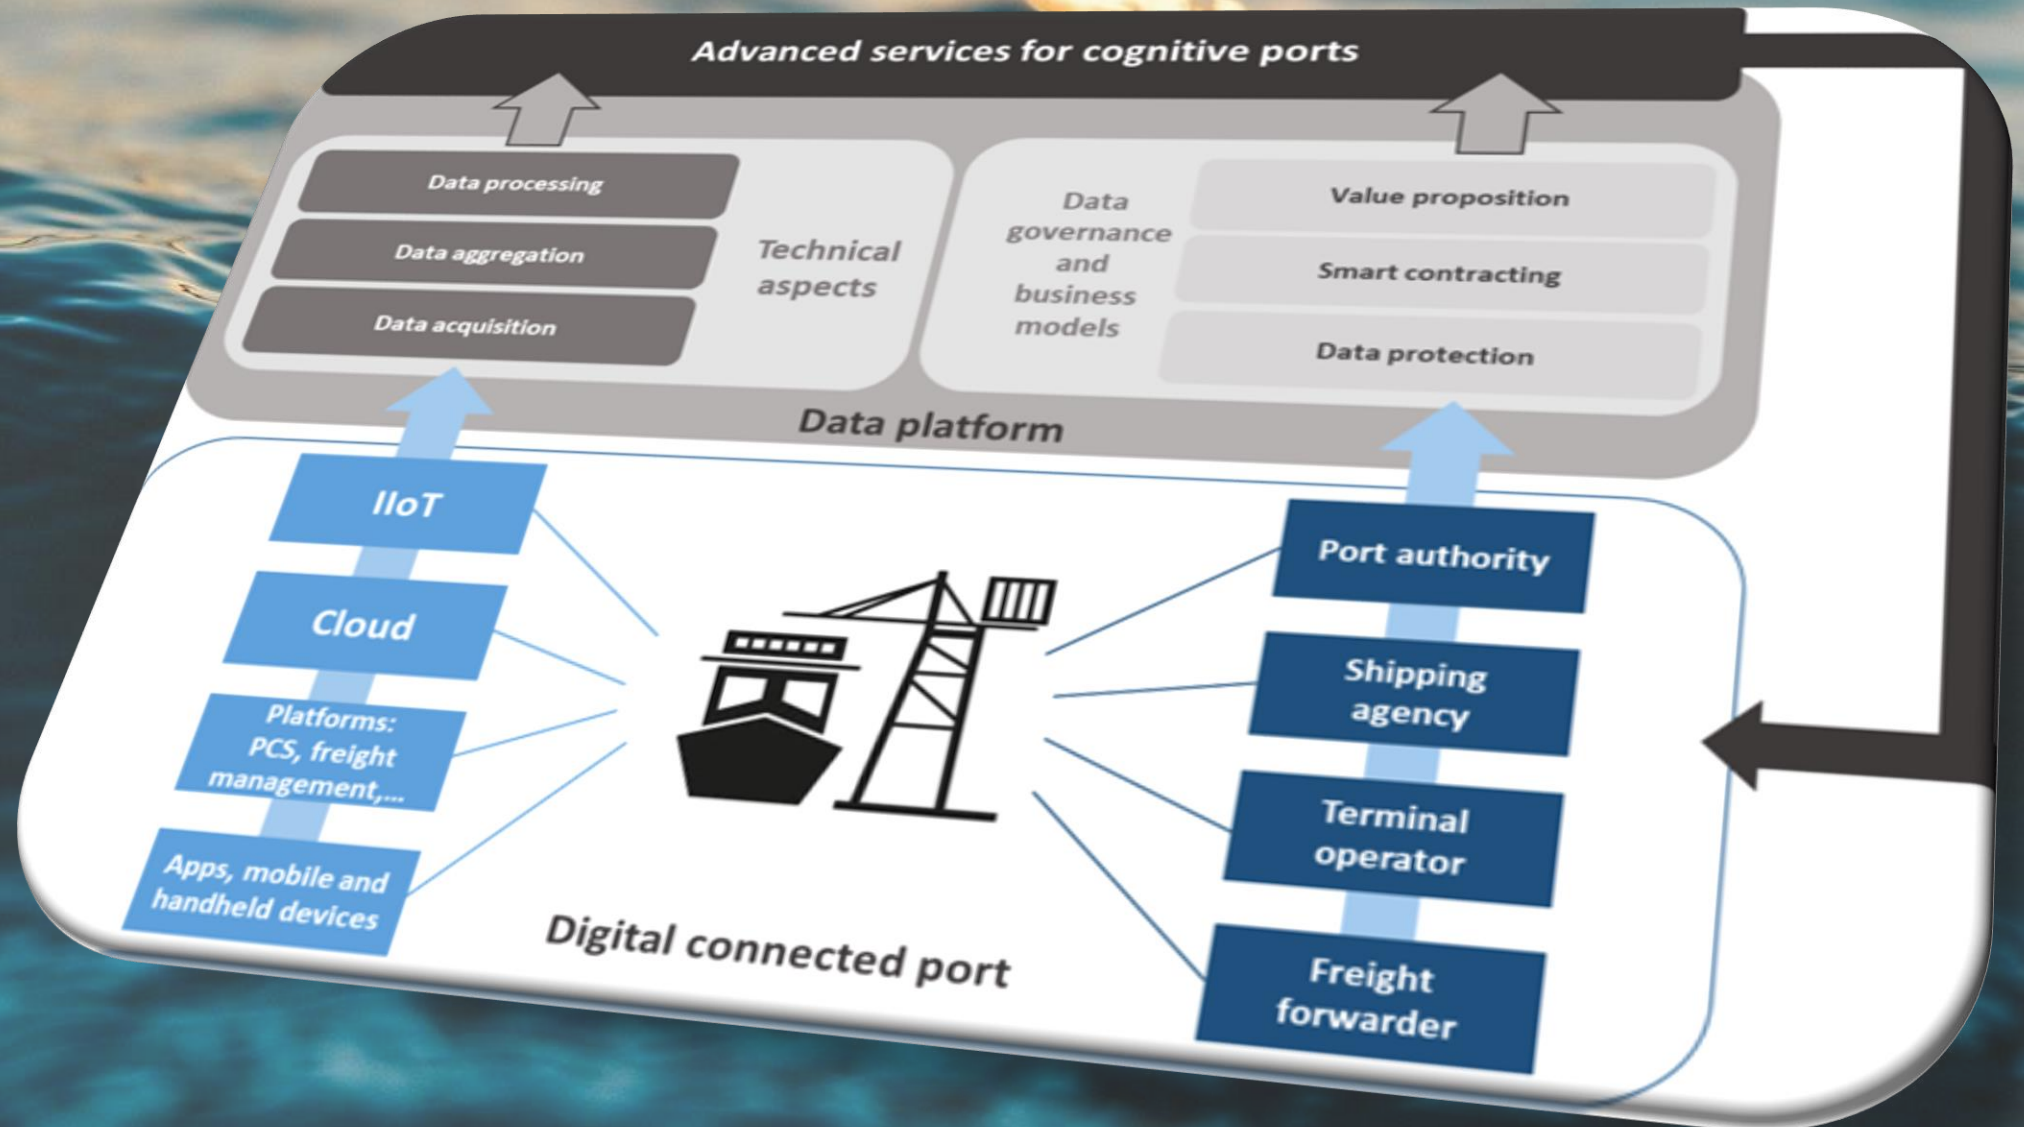 Advanced services for cognitive ports
Data processing
Data aggregation
Data acquisition
Technical
aspects
Data
governance
and
business
models
Value proposition
Smart contracting
Data protection
Data platform
IIoT
Cloud
Platforms:
PCS, freight
management,...
Apps, mobile and
handheld devices
Port authority
Shipping
agency
Terminal
operator
Freight
forwarder
Digital connected port